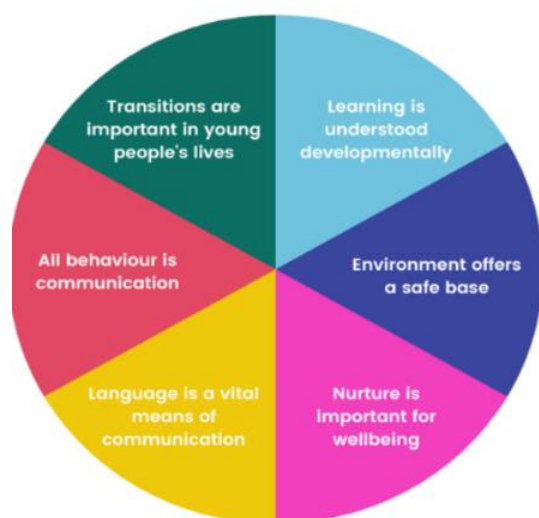 Transitions are
important in young
people's lives
Learning is
understood
developmentally
All behaviour is
communication
Environment offers
a safe base
Language is a vital
means of
communication
Nurture is
important for
wellbeing